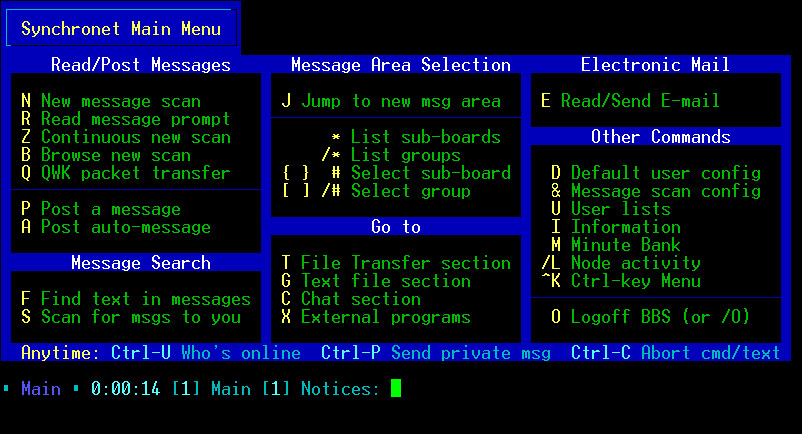 Synchronet Main Menu
Read/Post Messages
N New message scan
R Read message prompt
Z Continuous new scan
B Browse new scan
Q QWK packet transfer
P Post a message
A Post auto-message
Message Search
F Find text in messages
S Scan for msgs to you
Message Area Selection
J Jump to new msg area
* List sub-boards
/* List groups
{ } # Select sub-board
[ ] /# Select group
Go to
T File Transfer section
G Text file section
C Chat section
X External programs
Electronic Mail
E Read/Send E-mail
Other Commands
D Default user config
& Message scan config
U User lists
I Information
M Minute Bank
/L Node activity
^K Ctrl-key Menu
O Logoff BBS (or /O)
Anytime: Ctrl-U Who's online Ctrl-P Send private msg Ctrl-C Abort cmd/text
▪ Main ▪ 0:00:14 [1] Main [1] Notices: